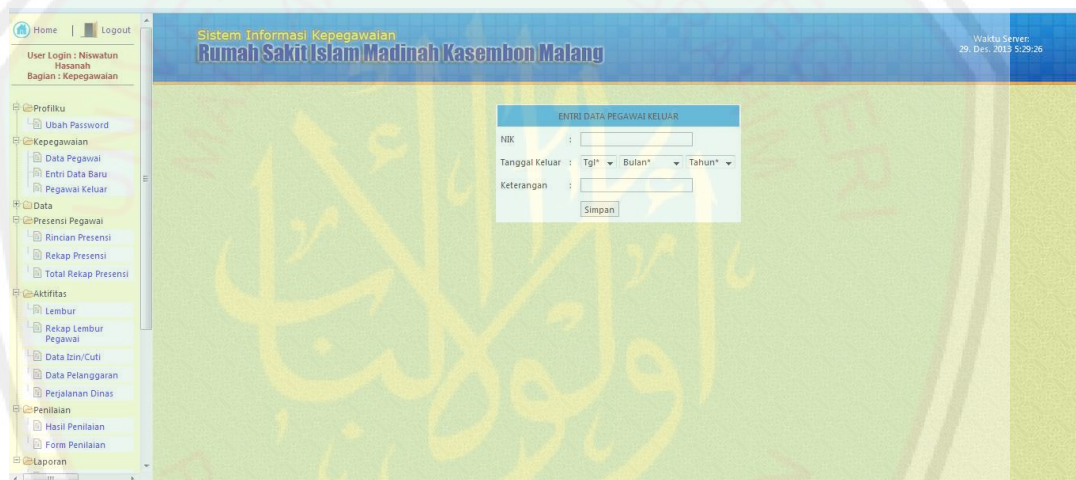 Home | Logout
User Login : Niswatun
Hasanah
Bagian : Kepegawaian
Profilku
Ubah Password
Kepegawaian
Data Pegawai
Entri Data Baru
Pegawai Keluar
Data
Presensi Pegawai
Rincian Presensi
Rekap Presensi
Total Rekap Presensi
Aktifitas
Lembur
Rekap Lembur
Pegawai
Data Izin/Cuti
Data Pelanggaran
Perjalanan Dinas
Penilaian
Hasil Penilaian
Form Penilaian
Laporan
Sistem Informasi Kepegawaian
Rumah Sakit Islam Madinah Kasembon Malang
Waktu Server:
29. Des. 2013 5:29:26
ENTRI DATA PEGAWAI KELUAR
NIK :
Tanggal Keluar : Tgl* Bulan* Tahun*
Keterangan :
Simpan